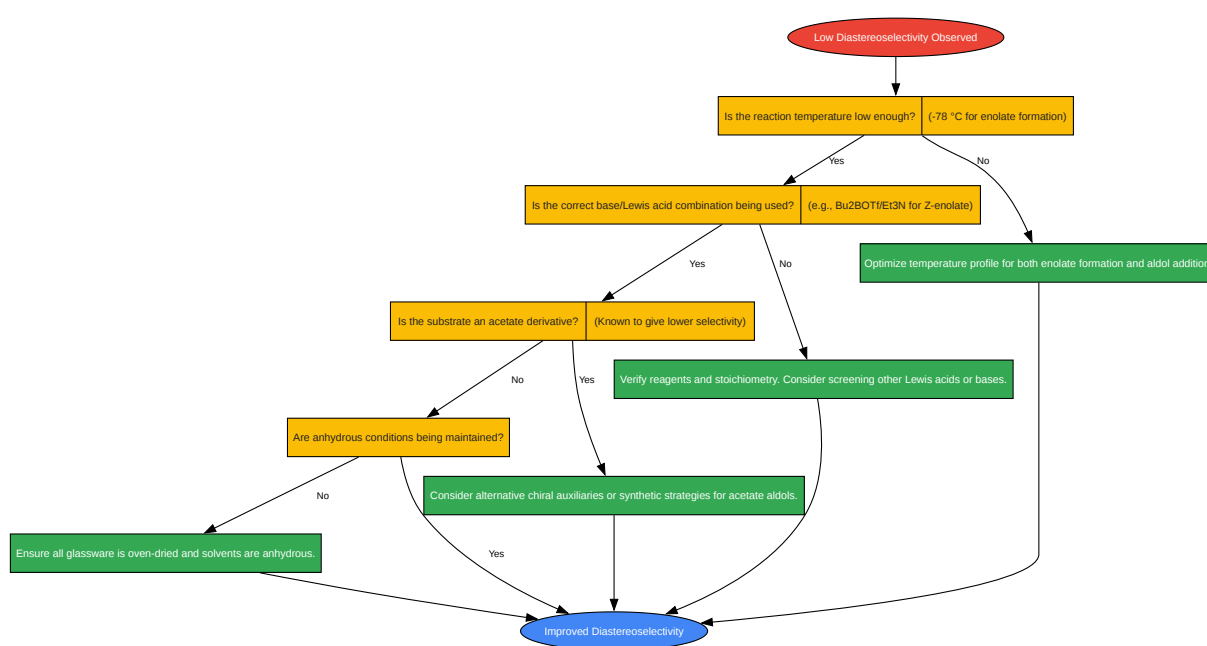 Low Diastereoselectivity Observed
Is the reaction temperature low enough? (-78 °C for enolate formation)
Yes
No
Is the correct base/Lewis acid combination being used? (e.g., Bu2BOTf/Et3N for Z-enolate)
Optimize temperature profile for both enolate formation and aldol addition
Yes
No
Is the substrate an acetate derivative? (Known to give lower selectivity)
Verify reagents and stoichiometry. Consider screening other Lewis acids or bases.
No
Yes
Are anhydrous conditions being maintained?
Consider alternative chiral auxiliaries or synthetic strategies for acetate aldols.
No
Yes
Ensure all glassware is oven-dried and solvents are anhydrous.
Improved Diastereoselectivity